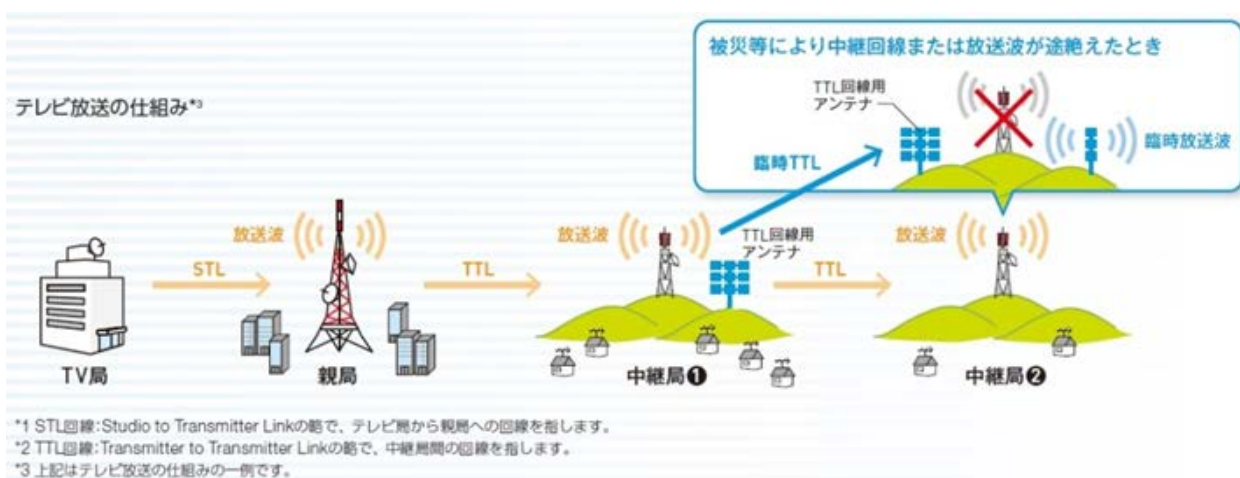 被災等により中継回線または放送波が途絶えたとき
TTL回線用
アンテナ
臨時放送波
臨時TTL
テレビ放送の仕組み*3
放送波
放送波
TTL回線用
アンテナ
放送波
STL
TTL
TTL
TV局
親局
中継局❶
中継局❷
*1 STL回線:Studio to Transmitter Linkの略で、テレビ局から親局への回線を指します。
*2 TTL回線:Transmitter to Transmitter Linkの略で、中継局間の回線を指します。
*3 上記はテレビ放送の仕組みの一例です。